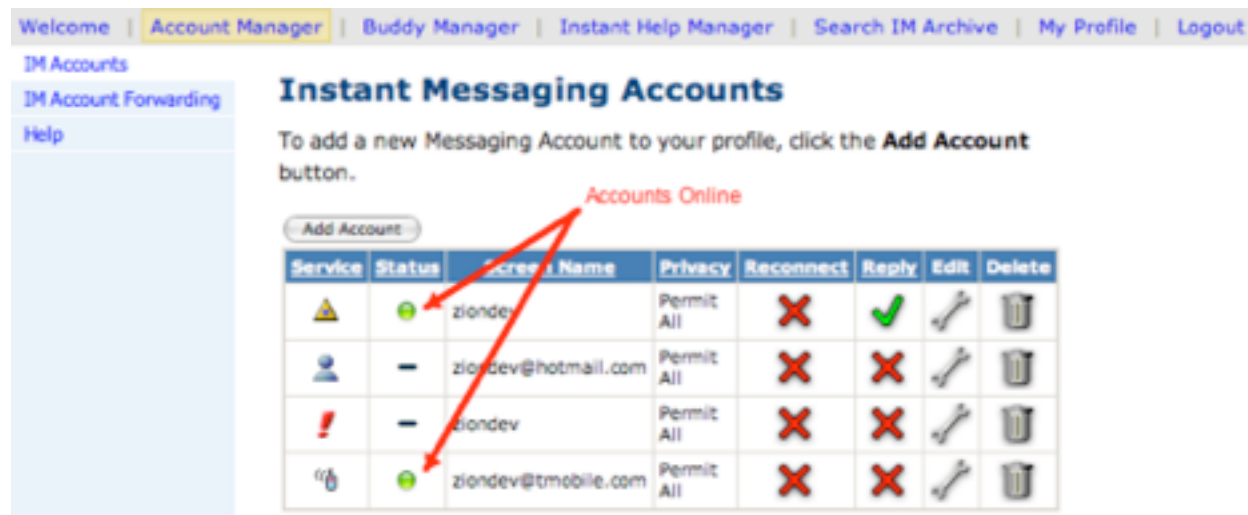 Welcome | Account Manager | Buddy Manager | Instant Help Manager | Search IM Archive | My Profile | Logout
IM Accounts
IM Account Forwarding
Help
Instant Messaging Accounts
To add a new Messaging Account to your profile, click the Add Account
button.
Accounts Online
Add Account
Service Status Screen Name Privacy Reconnect Reply Edit Delete
ziondev Permit
All
ziondev@hotmail.com Permit
All
ziondev Permit
All
ziondev@tmobile.com Permit
All